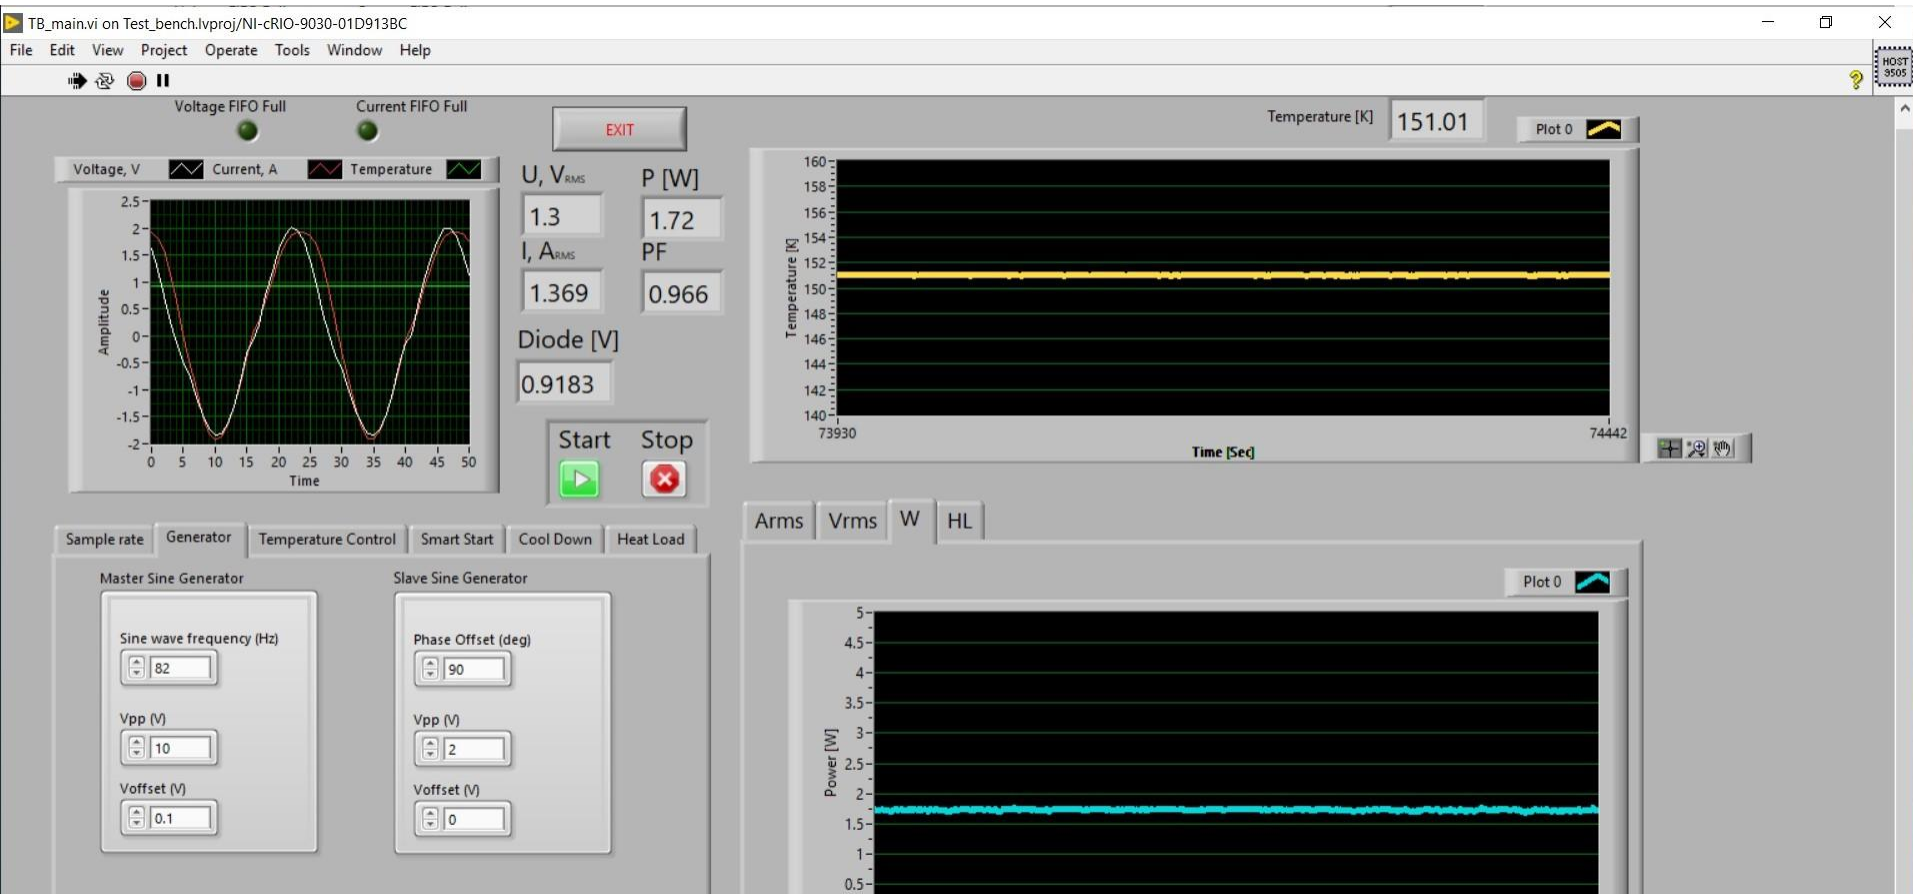 TB_main.vi on Test_bench.lvproj/NI-cRIO-9030-01D913BC
File Edit View Project Operate Tools Window Help
HOST
9505
?
Voltage FIFO Full
Current FIFO Full
EXIT
Temperature [K] 151.01
Plot 0
Voltage, V Current, A Temperature
2.5
2
1.5
1
0.5
0
-0.5
-1
-1.5
-2
Amplitude
0 5 10 15 20 25 30 35 40 45 50
Time
U, VRMS
1.3
P [W]
1.72
I, ARMS
1.369
PF
0.966
Diode [V]
0.9183
Start Stop
160
158
156
154
152
150
148
146
144
142
140
Temperature [K]
73930 74442
Time [Sec]
Sample rate Generator Temperature Control Smart Start Cool Down Heat Load
Master Sine Generator
Sine wave frequency (Hz)
82
Vpp (V)
10
Voffset (V)
0.1
Slave Sine Generator
Phase Offset (deg)
90
Vpp (V)
2
Voffset (V)
0
Arms Vrms W HL
Plot 0
5
4.5
4
3.5
3
2.5
2
1.5
1
0.5
Power [W]